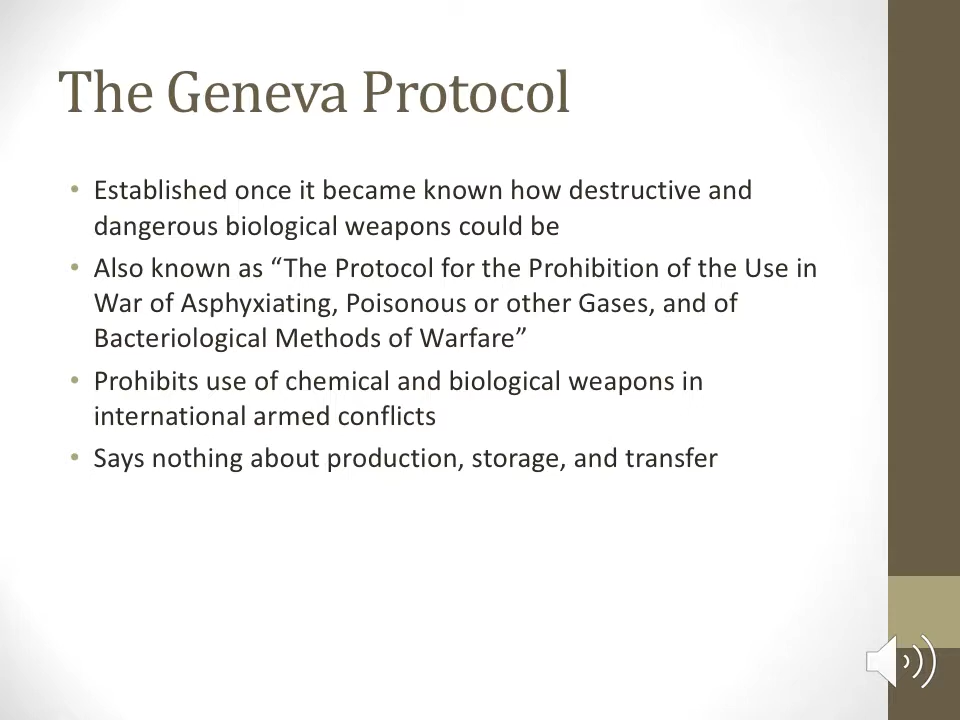 The Geneva Protocol
• Established once it became known how destructive and
dangerous biological weapons could be
• Also known as “The Protocol for the Prohibition of the Use in
War of Asphyxiating, Poisonous or other Gases, and of
Bacteriological Methods of Warfare”
• Prohibits use of chemical and biological weapons in
international armed conflicts
• Says nothing about production, storage, and transfer